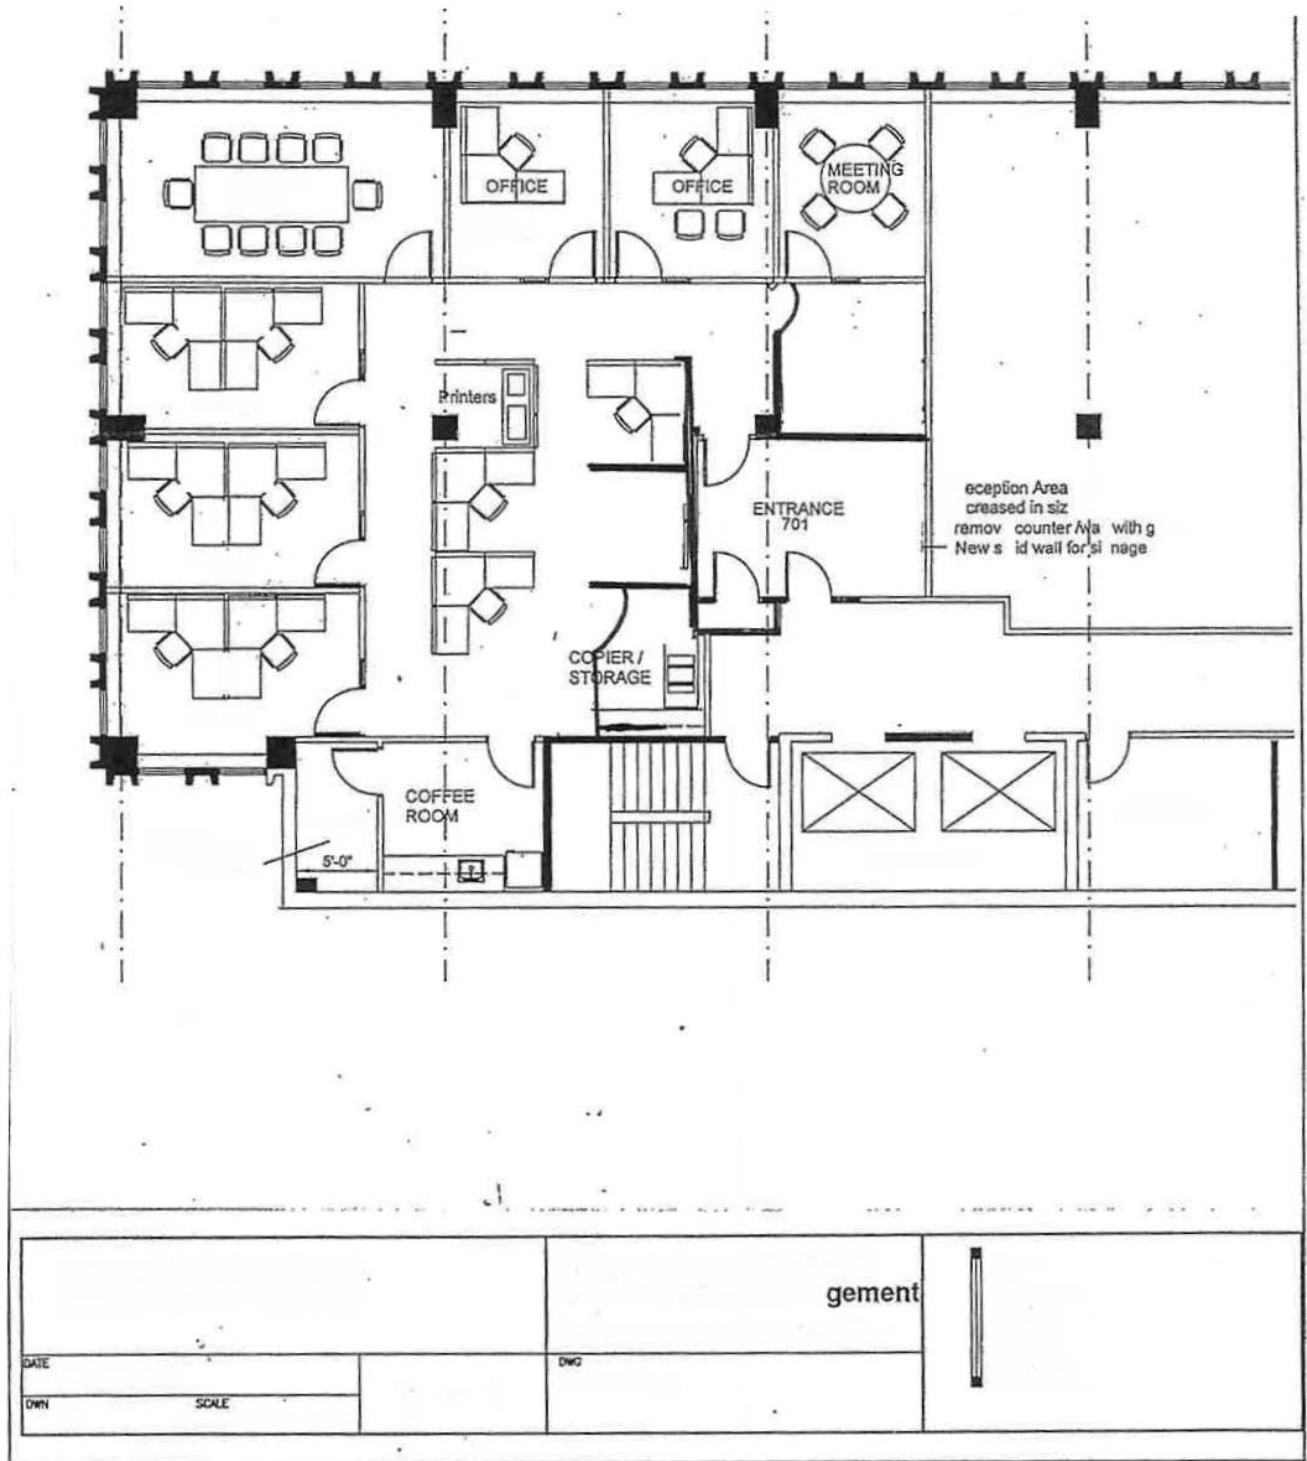 OFFICE
OFFICE
MEETING
ROOM
Printers
ENTRANCE
701
eception Area
creased in siz
remov counter with g
New s id wall for si nage
COPIER /
STORAGE
COFFEE
ROOM
5'-0"
gement
DATE
DWG
DWN
SCALE